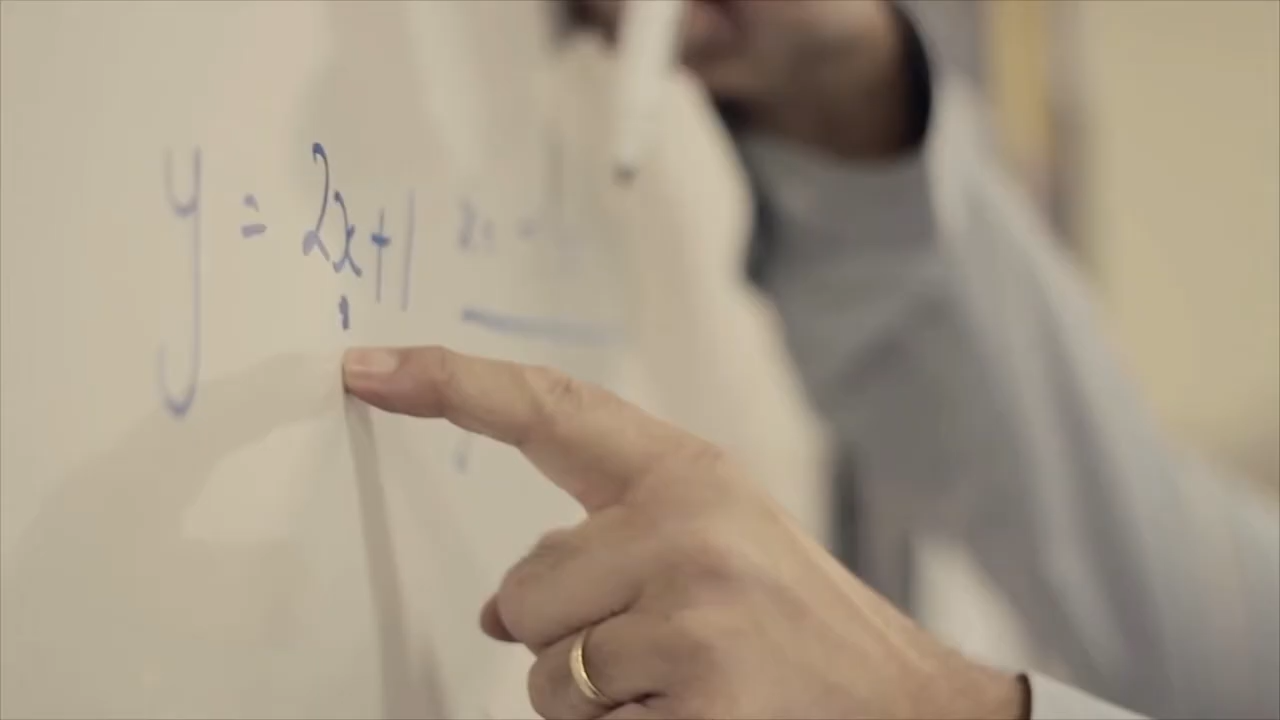 y = 2x+1